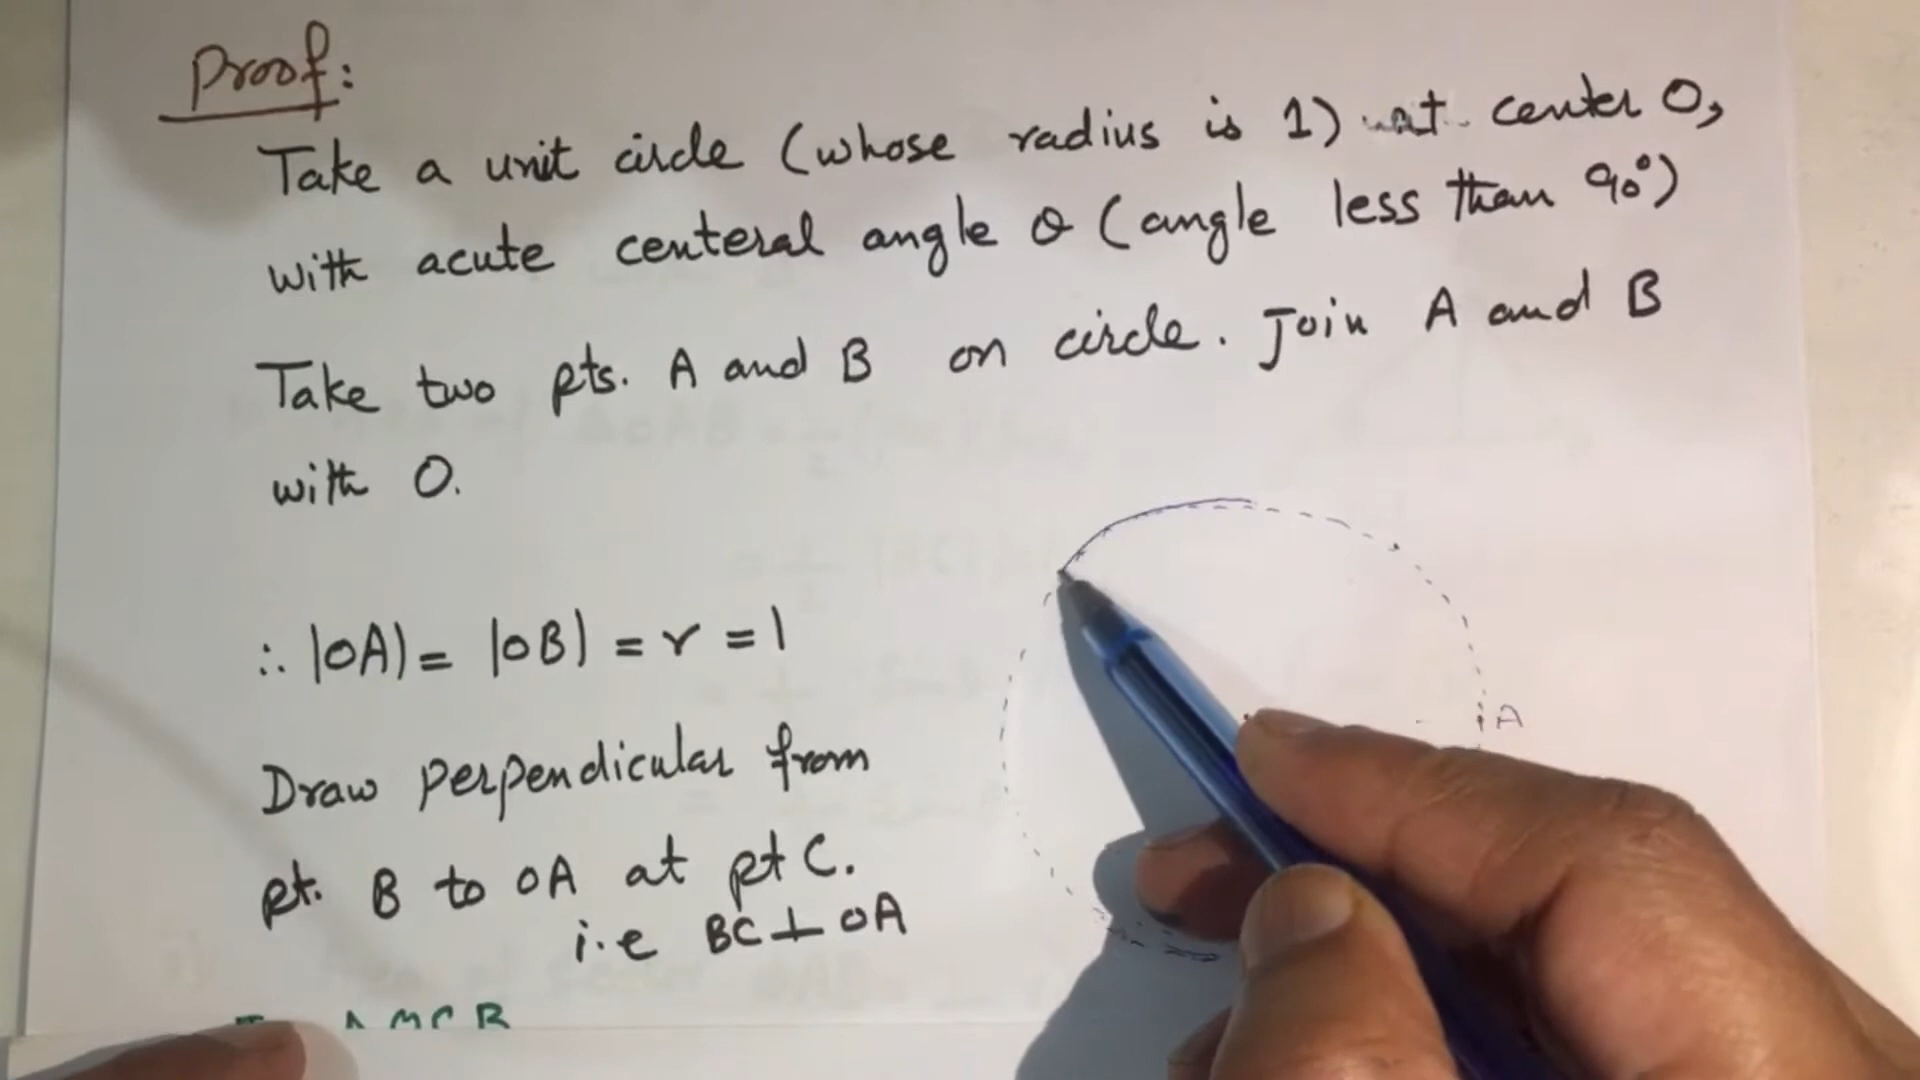 Proof:
Take a unit circle (whose radius is 1) at center O,
with acute centeral angle θ (angle less than 90°)
Take two pts. A and B on circle. Join A and B
with O.
∴ |OA| = |OB| = r = 1
Draw perpendicular from
pt. B to OA at pt C.
i.e BC ⊥ OA
A